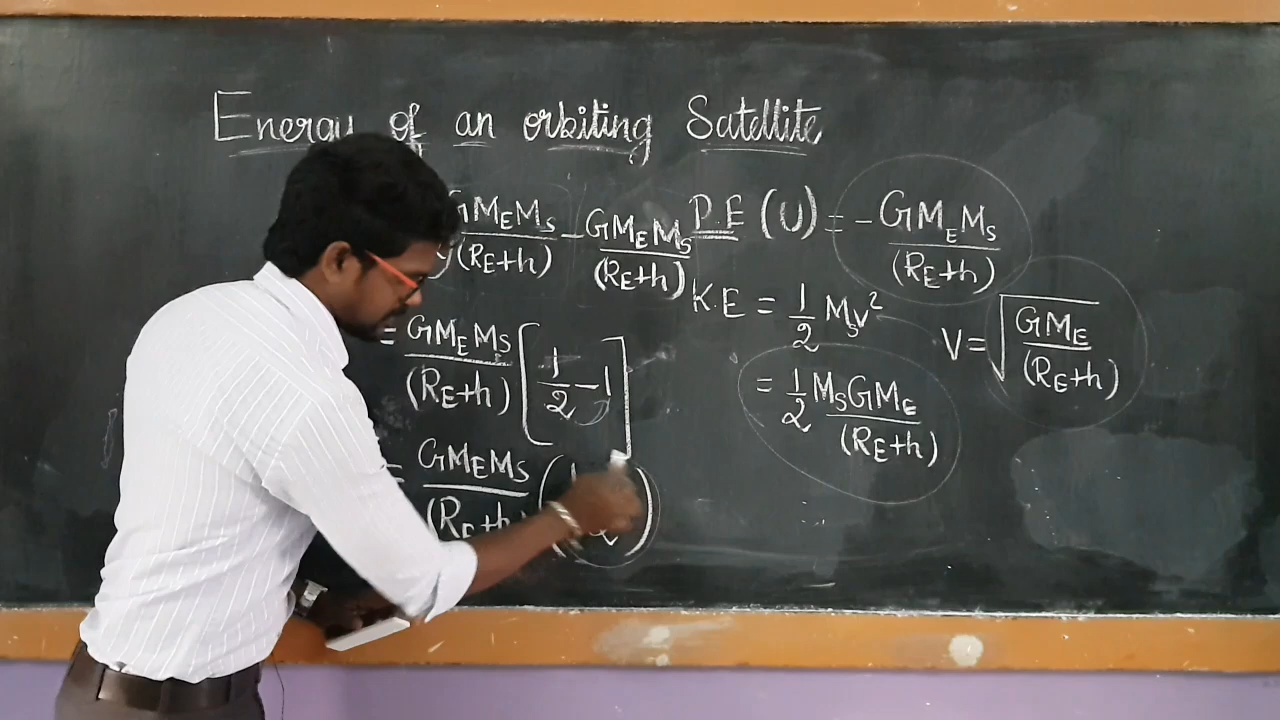 Energy of an orbiting Satellite
GMEMS / (RE+h) - GMEMS / (RE+h)
P.E (U) = - GMEMS / (RE+h)
K.E = 1/2 MSV²
V = √(GME / (RE+h))
= GMEMS / (RE+h) [1/2 - 1]
= 1/2 MSGME / (RE+h)
= GMEMS / (RE+h